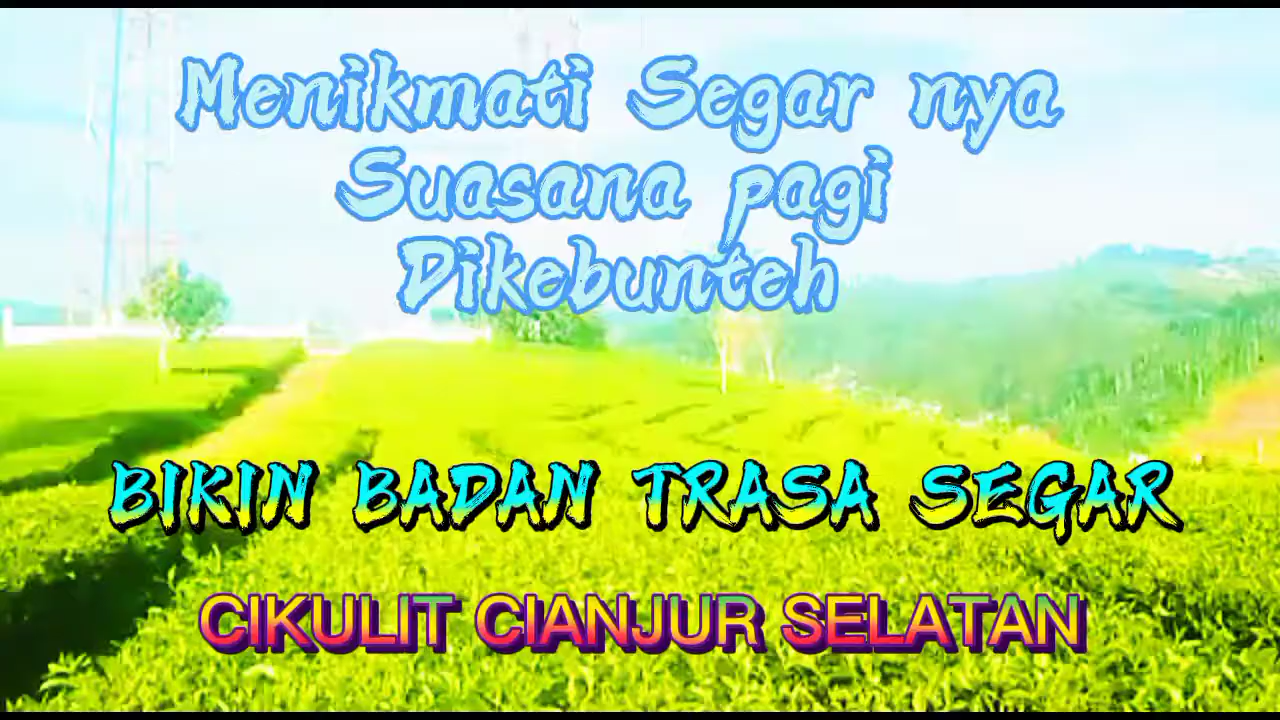 Menikmati Segar nya
Suasana pagi
Dikebunteh
BIKIN BADAN TRASA SEGAR
CIKULIT CIANJUR SELATAN